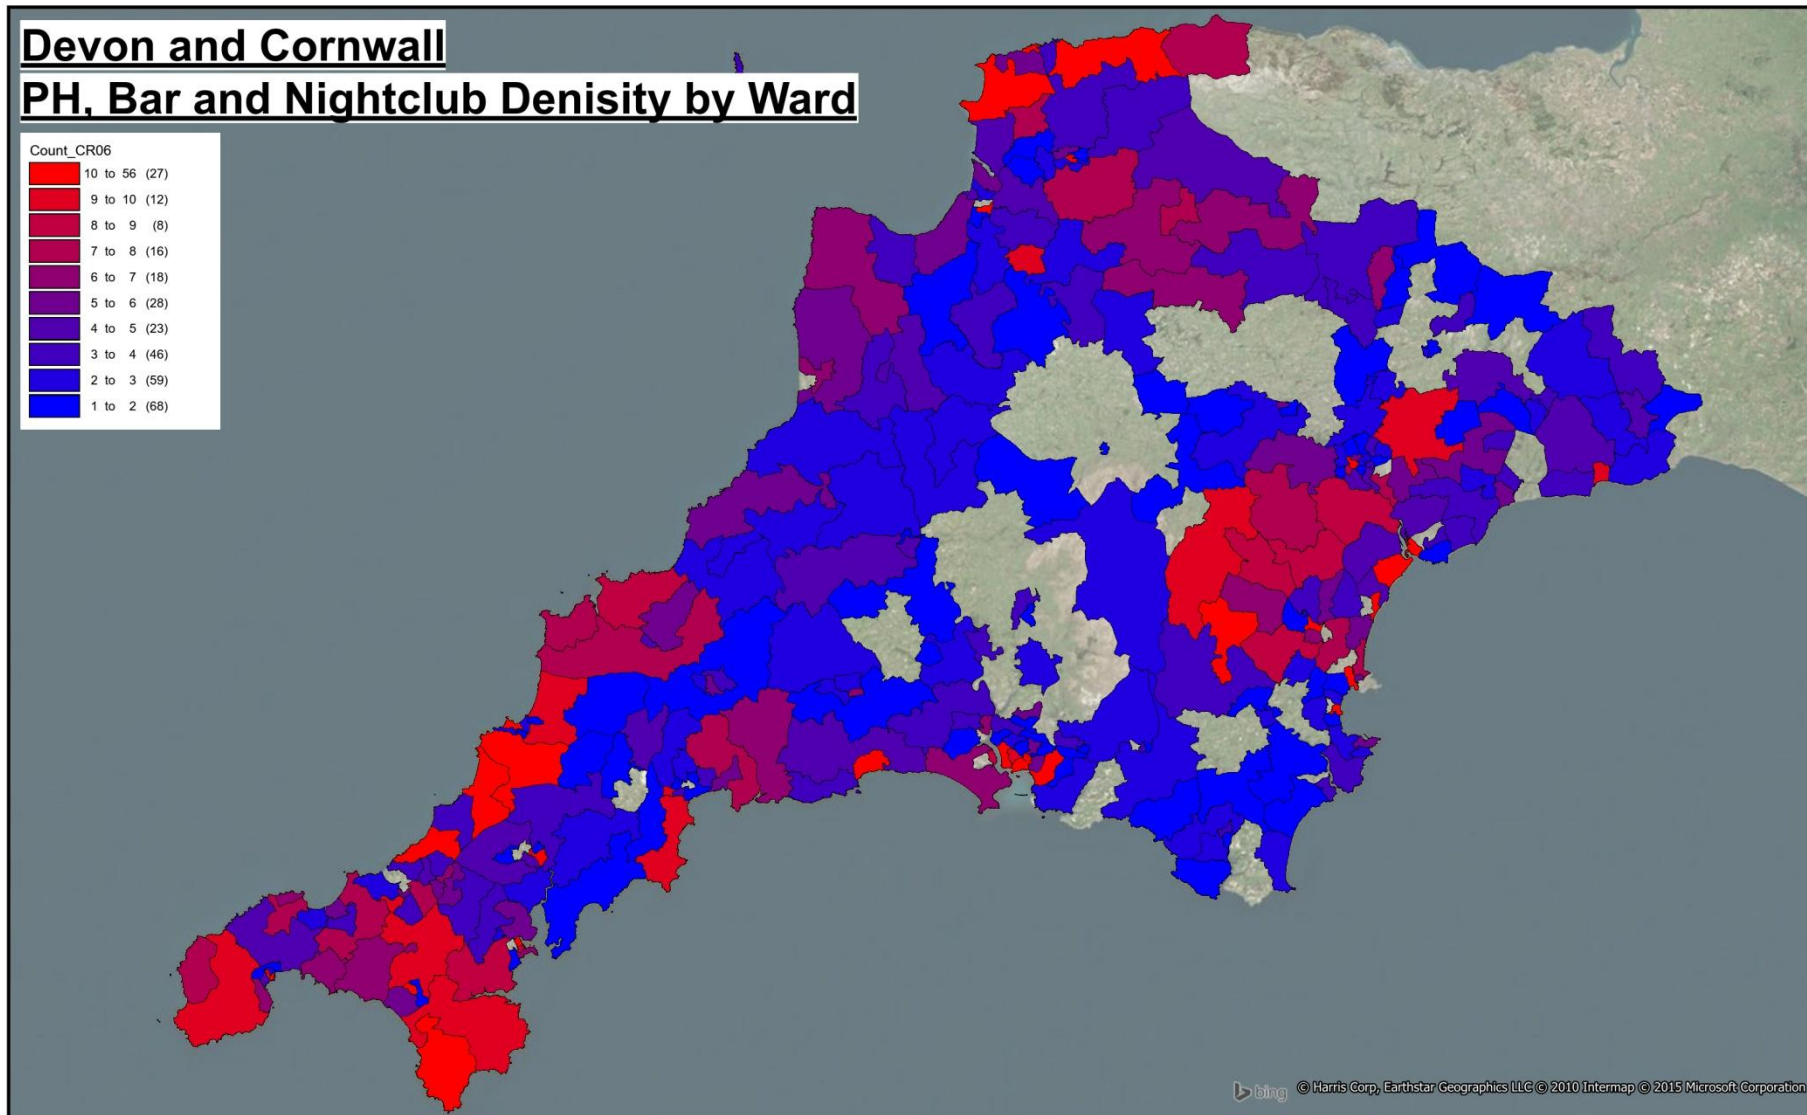 Devon and Cornwall
PH, Bar and Nightclub Denisity by Ward
Count_CR06
10 to 56 (27)
9 to 10 (12)
8 to 9 (8)
7 to 8 (16)
6 to 7 (18)
5 to 6 (28)
4 to 5 (23)
3 to 4 (46)
2 to 3 (59)
1 to 2 (68)
bing © Harris Corp, Earthstar Geographics LLC © 2010 Intermap © 2015 Microsoft Corporation